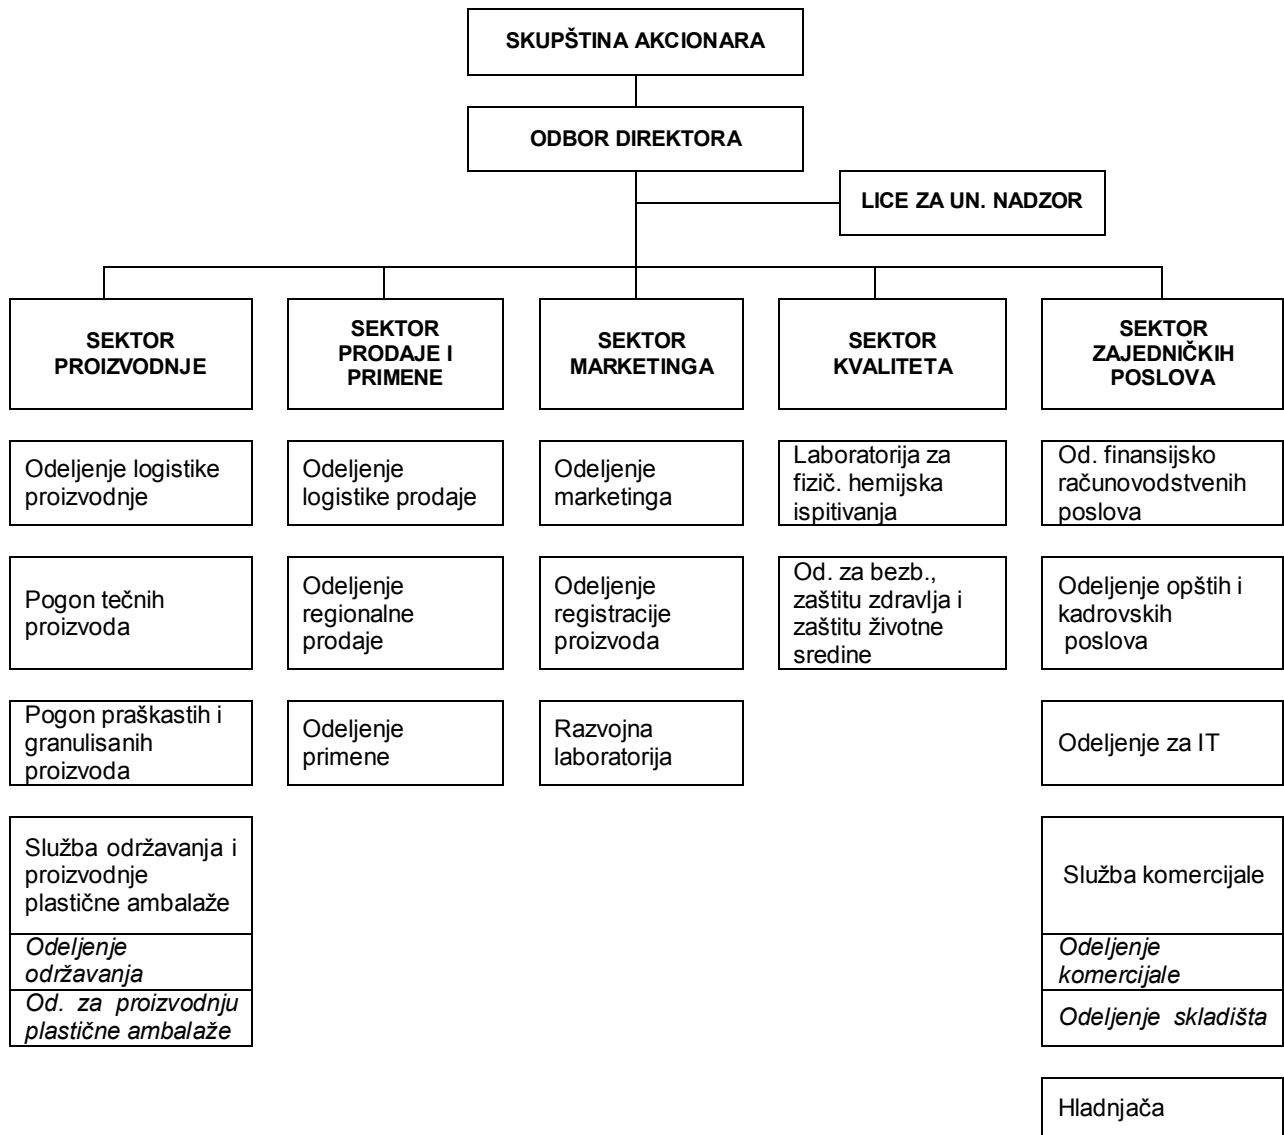 SKUPŠTINA AKCIONARA
ODBOR DIREKTORA
LICE ZA UN. NADZOR
SEKTOR
PROIZVODNJE
SEKTOR
PRODAJE I
PRIMENE
SEKTOR
MARKETINGA
SEKTOR
KVALITETA
SEKTOR
ZAJEDNIČKIH
POSLOVA
Odeljenje logistike
proizvodnje
Odeljenje
logistike prodaje
Odeljenje
marketinga
Laboratorija za
fizič. hemijska
ispitivanja
Od. finansijsko
računovodstvenih
poslova
Pogon tečnih
proizvoda
Odeljenje
regionalne
prodaje
Odeljenje
registracije
proizvoda
Od. za bezb.,
zaštitu zdravlja i
zaštitu životne
sredine
Odeljenje opštih i
kadrovskih
poslova
Pogon praškastih i
granulisanih
proizvoda
Odeljenje
primene
Razvojna
laboratorija
Odeljenje za IT
Služba održavanja i
proizvodnje
plastične ambalaže
Služba komercijale
Odeljenje
održavanja
Odeljenje
komercijale
Od. za proizvodnju
plastične ambalaže
Odeljenje skladišta
Hladnjača